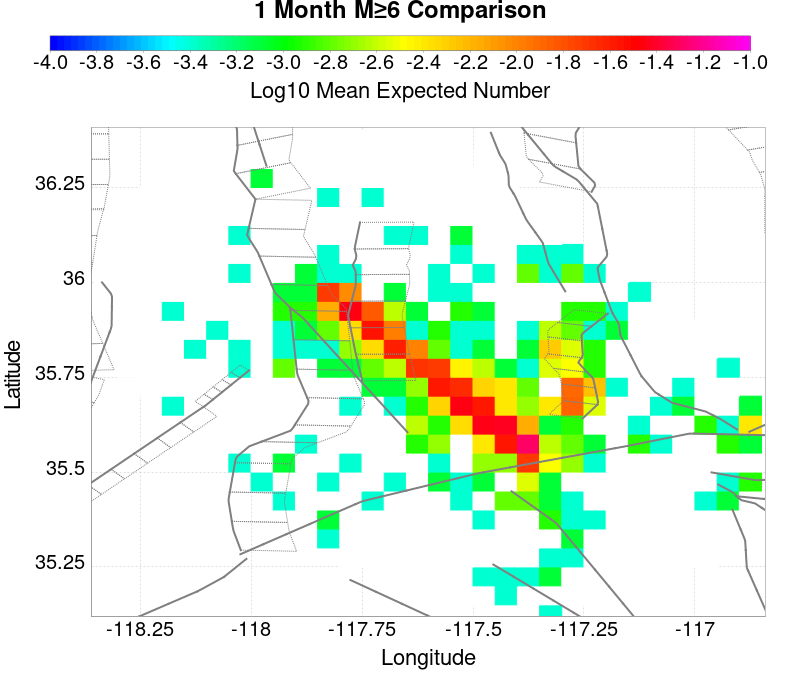 1 Month M≥6 Comparison
-4.0 -3.8 -3.6 -3.4 -3.2 -3.0 -2.8 -2.6 -2.4 -2.2 -2.0 -1.8 -1.6 -1.4 -1.2 -1.0
Log10 Mean Expected Number
36.25
36
35.75
35.5
35.25
Latitude
-118.25 -118 -117.75 -117.5 -117.25 -117
Longitude